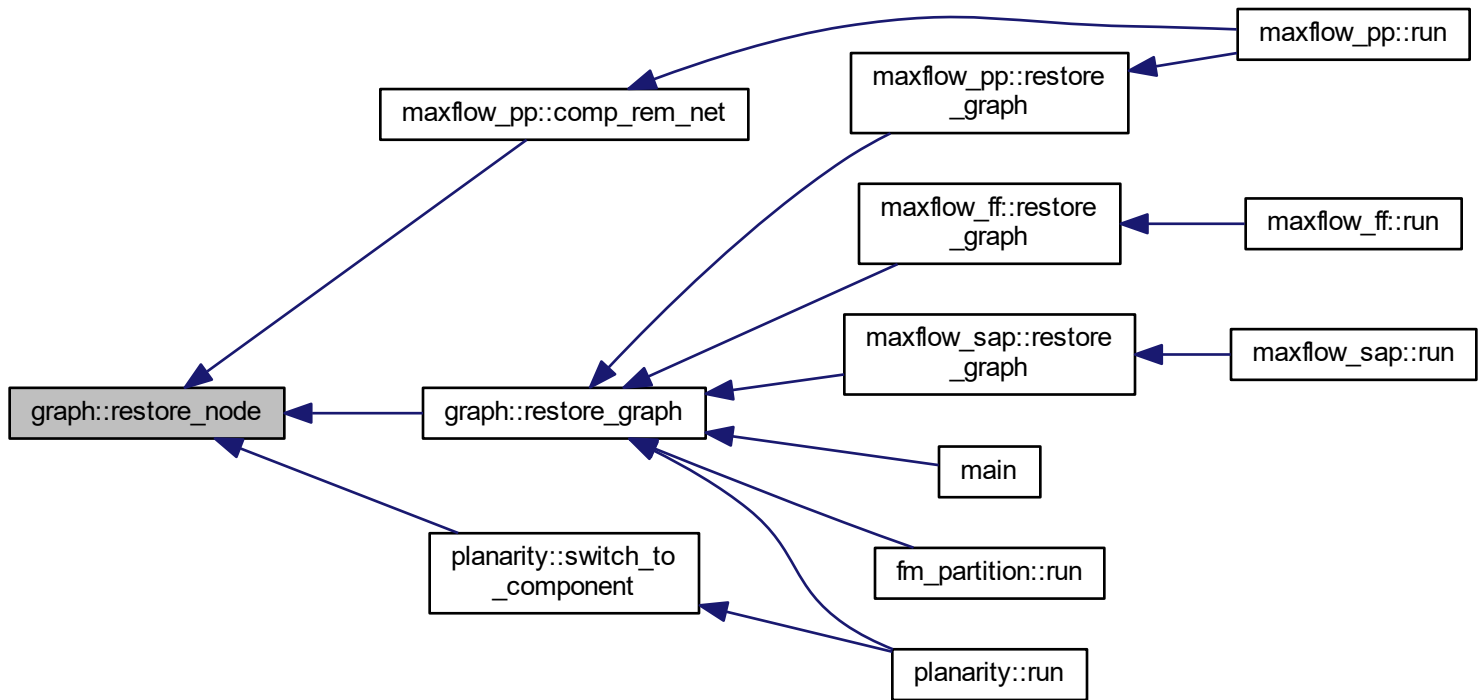 maxflow_pp::run
maxflow_pp::restore
_graph
maxflow_pp::comp_rem_net
maxflow_ff::restore
_graph
maxflow_ff::run
maxflow_sap::restore
_graph
maxflow_sap::run
graph::restore_node
graph::restore_graph
main
planarity::switch_to
_component
fm_partition::run
planarity::run